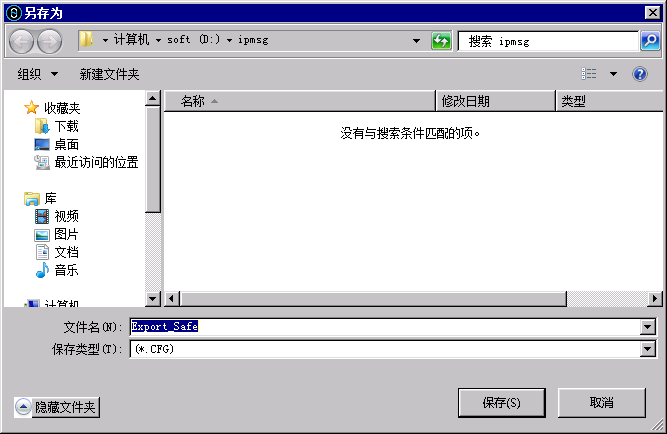 另存为
计算机 soft (D:) ipmsg
搜索 ipmsg
组织 新建文件夹
名称 修改日期 类型
没有与搜索条件匹配的项。
收藏夹
下载
桌面
最近访问的位置
库
视频
图片
文档
音乐
计算机
文件名(N): Export_Safe
保存类型(T): (*.CFG)
隐藏文件夹
保存(S) 取消